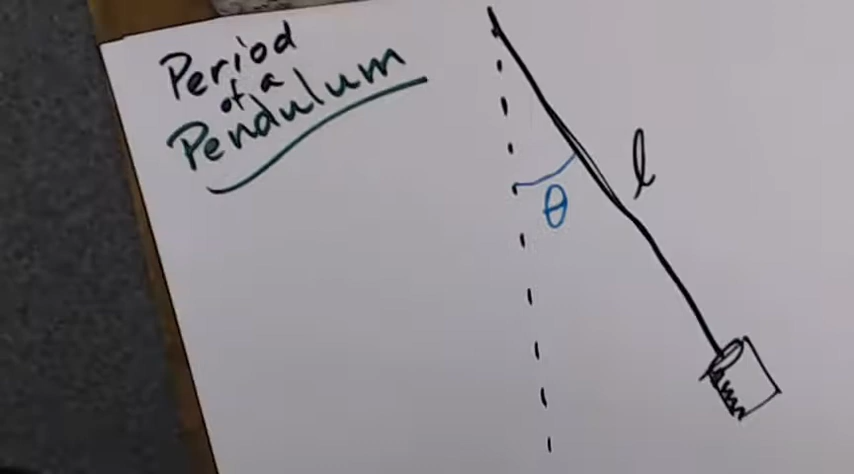 Period
of a
Pendulum
l
θ